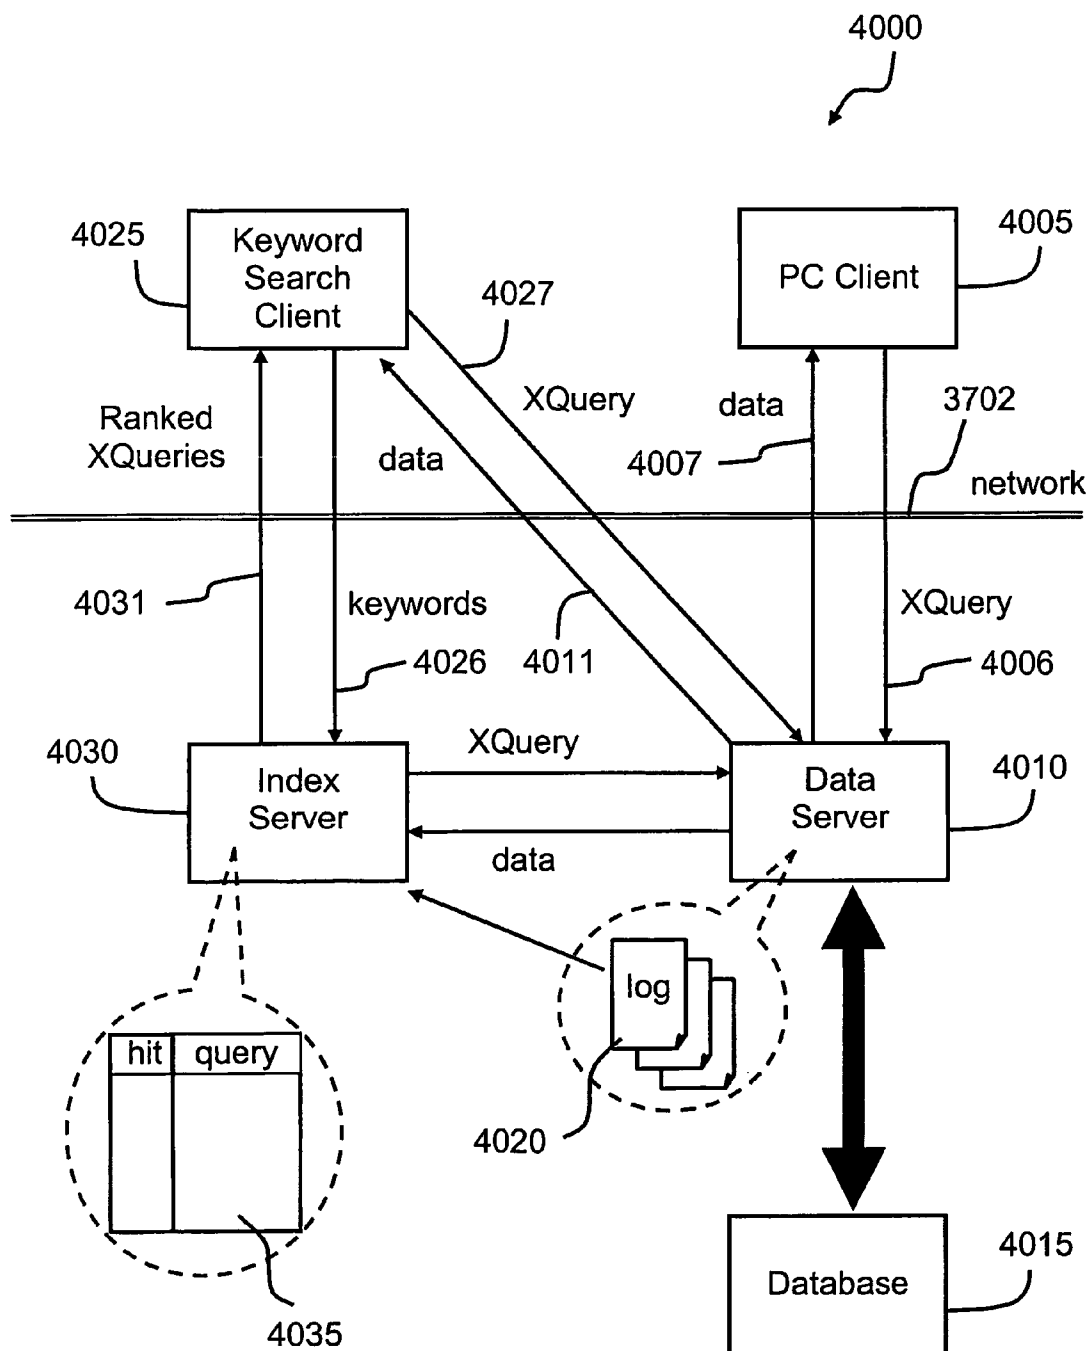 4000
4025
Keyword
Search
Client
4027
PC Client
4005
XQuery
data
3702
Ranked
XQueries
data
4007
network
4031
keywords
XQuery
4026
4011
4006
4030
Index
Server
XQuery
Data
Server
4010
data
log
hit query
4020
4015
Database
4035